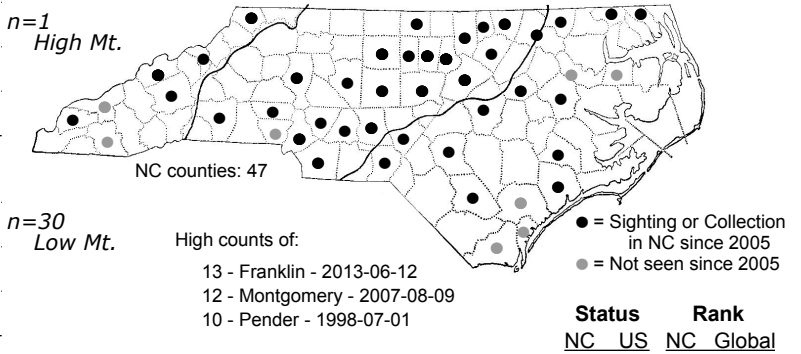 n=1
High Mt.
NC counties: 47
n=30
Low Mt.
High counts of:
13 - Franklin - 2013-06-12
12 - Montgomery - 2007-08-09
10 - Pender - 1998-07-01
= Sighting or Collection
in NC since 2005
= Not seen since 2005
Status Rank
NC US NC Global